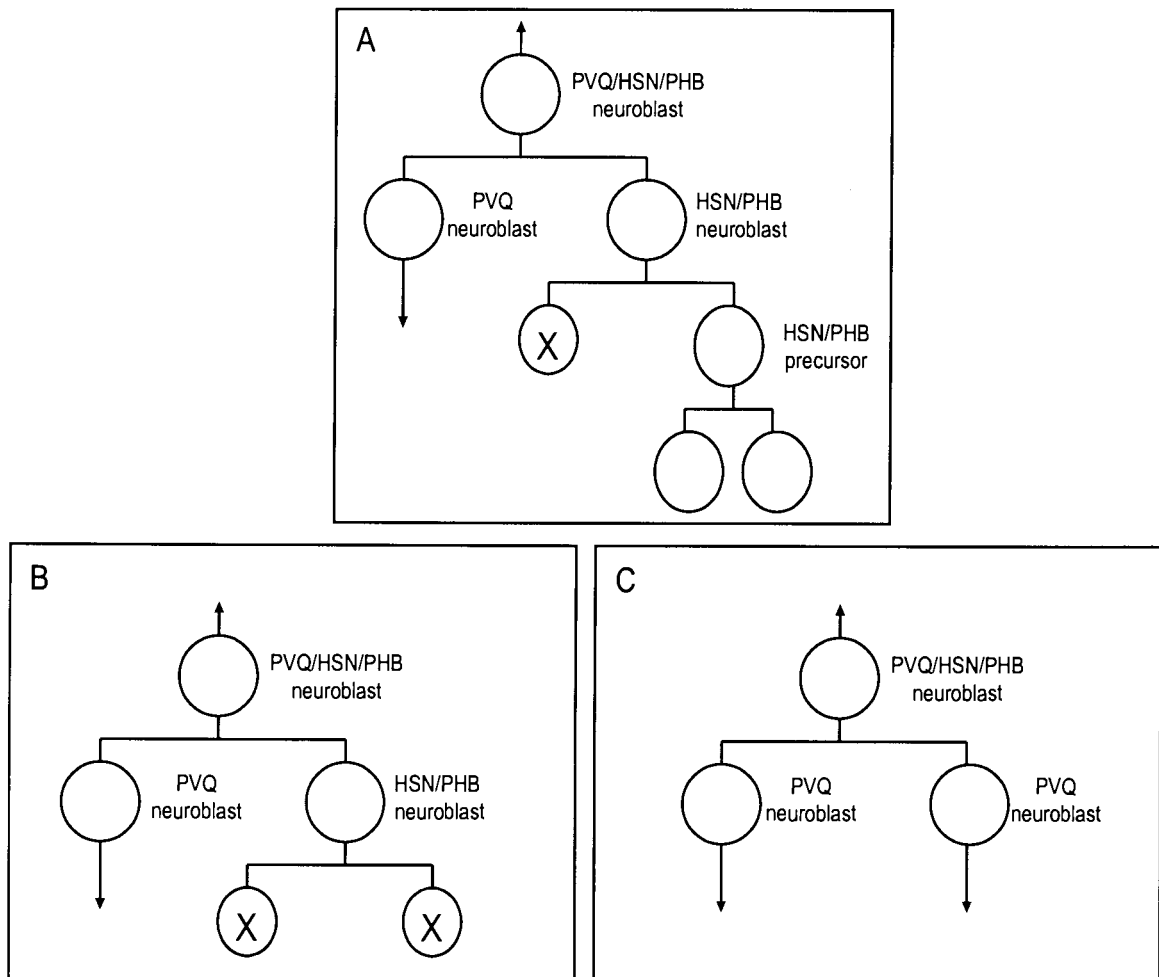 A
PVQ/HSN/PHB
neuroblast
PVQ
neuroblast
HSN/PHB
neuroblast
X
HSN/PHB
precursor
B
PVQ/HSN/PHB
neuroblast
PVQ
neuroblast
HSN/PHB
neuroblast
X
X
C
PVQ/HSN/PHB
neuroblast
PVQ
neuroblast
PVQ
neuroblast